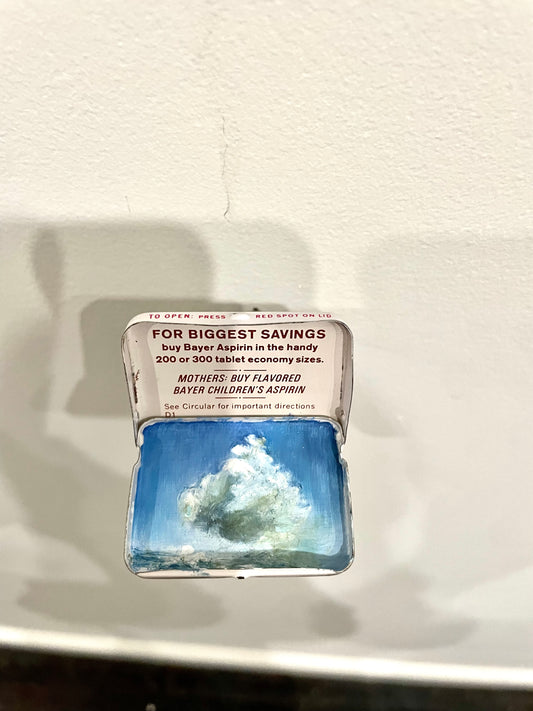 TO OPEN: PRESS RED SPOT ON LID
FOR BIGGEST SAVINGS
buy Bayer Aspirin in the handy
200 or 300 tablet economy sizes.
MOTHERS: BUY FLAVORED
BAYER CHILDREN'S ASPIRIN
See Circular for important directions
D1